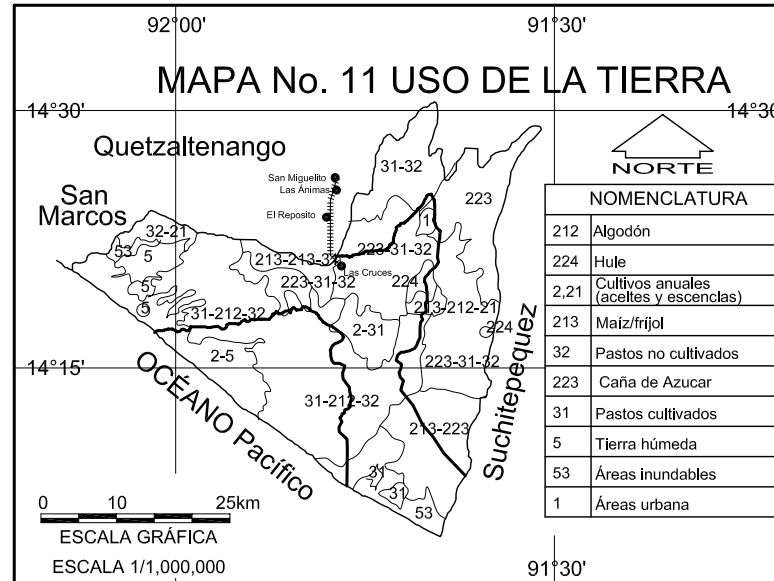 92°00' 91°30'
MAPA No. 11 USO DE LA TIERRA
14°30' 14°30'
Quetzaltenango
San Miguelito
Las Ánimas
El Reposito
San
Marcos
NORTE
31-32
223
1
32-21
53
5
213-213-31
223-31-32
Las Cruces
223-31-32
224
5
5
31-212-32
213-212-21
224
2-31
2-5
223-31-32
14°15'
OCÉANO Pacífico
31-212-32
213-223
Suchitepequez
31
31
53
NOMENCLATURA
212 Algodón
224 Hule
2,21 Cultivos anuales
(aceites y escenclas)
213 Maíz/fríjol
32 Pastos no cultivados
223 Caña de Azucar
31 Pastos cultivados
5 Tierra húmeda
53 Áreas inundables
1 Áreas urbana
0 10 25km
ESCALA GRÁFICA
ESCALA 1/1,000,000
91°30'